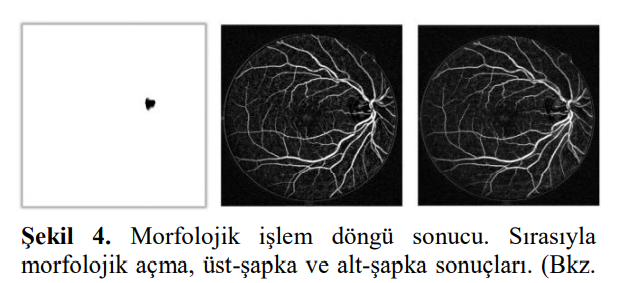 Şekil 4. Morfolojik işlem döngü sonucu. Sırasıyla
morfolojik açma, üst-şapka ve alt-şapka sonuçları. (Bkz.